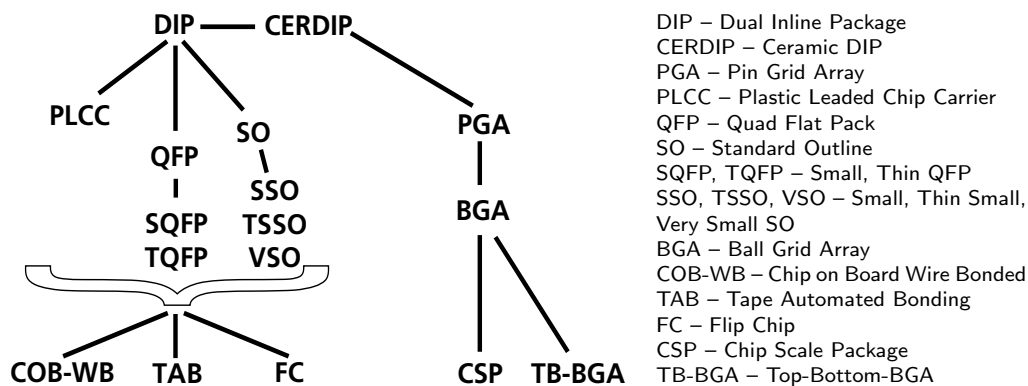 DIP CERDIP
PLCC
QFP
SO
SQFP
TQFP
SSO
TSSO
VSO
PGA
BGA
COB-WB TAB FC CSP TB-BGA
DIP – Dual Inline Package
CERDIP – Ceramic DIP
PGA – Pin Grid Array
PLCC – Plastic Leaded Chip Carrier
QFP – Quad Flat Pack
SO – Standard Outline
SQFP, TQFP – Small, Thin QFP
SSO, TSSO, VSO – Small, Thin Small,
Very Small SO
BGA – Ball Grid Array
COB-WB – Chip on Board Wire Bonded
TAB – Tape Automated Bonding
FC – Flip Chip
CSP – Chip Scale Package
TB-BGA – Top-Bottom-BGA